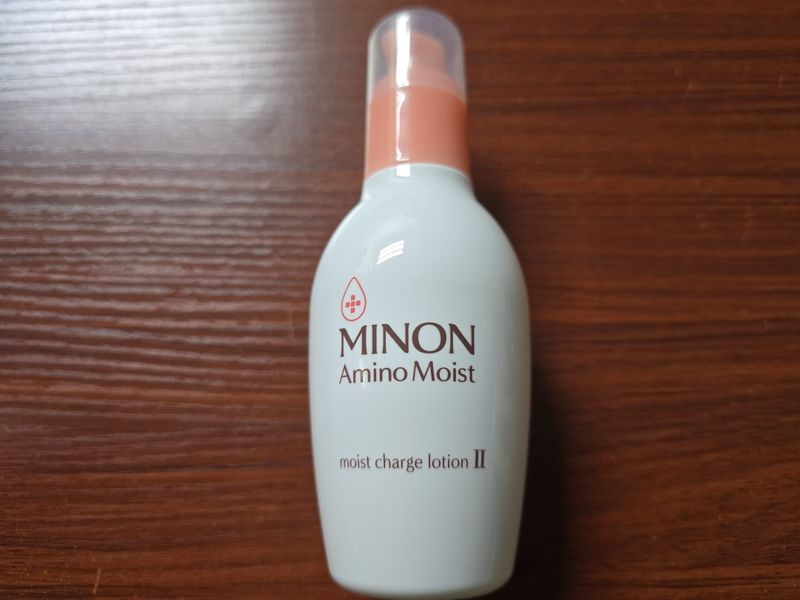 MINON
Amino Moist
moist charge lotion II